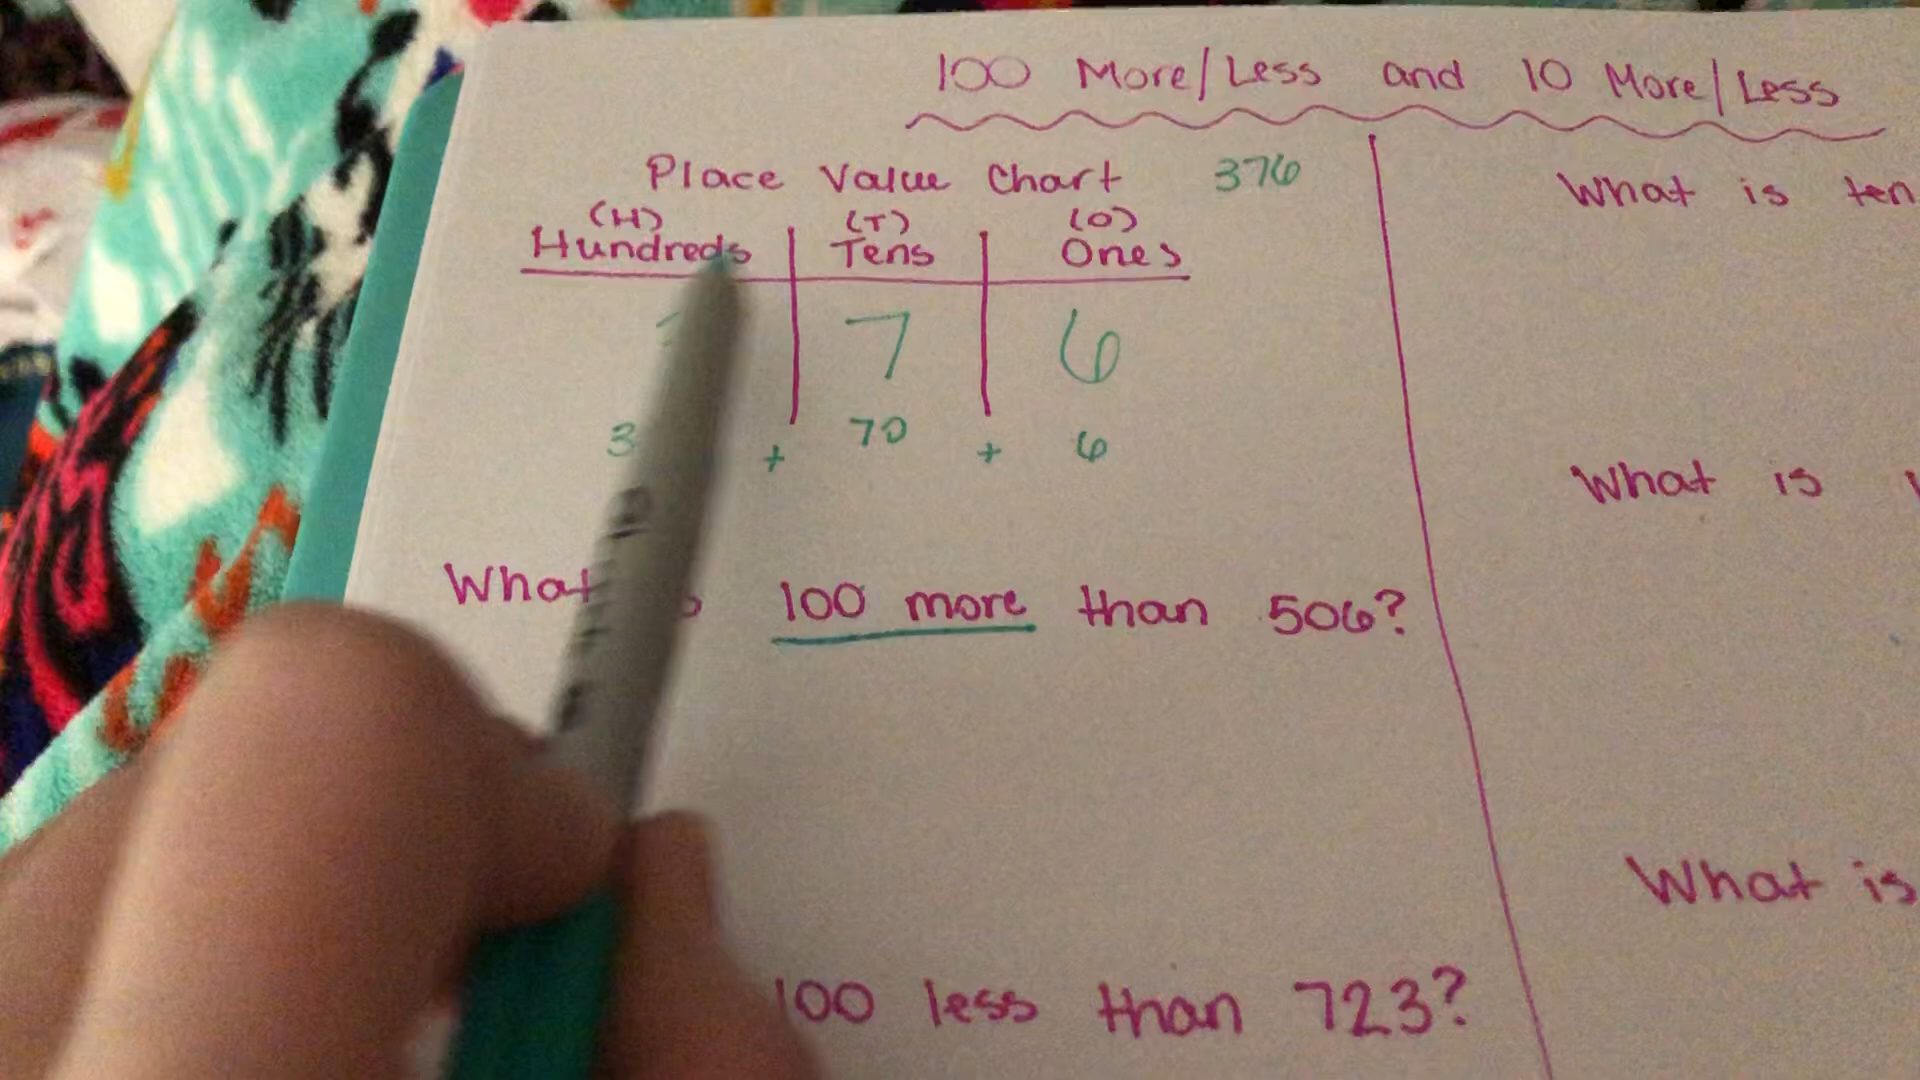 100 More/Less and 10 More/Less
Place Value Chart 376
(H) (T) (O)
Hundreds Tens Ones
7 6
3 + 70 + 6
What 100 more than 506?
100 less than 723?
What is ten
What is
What is